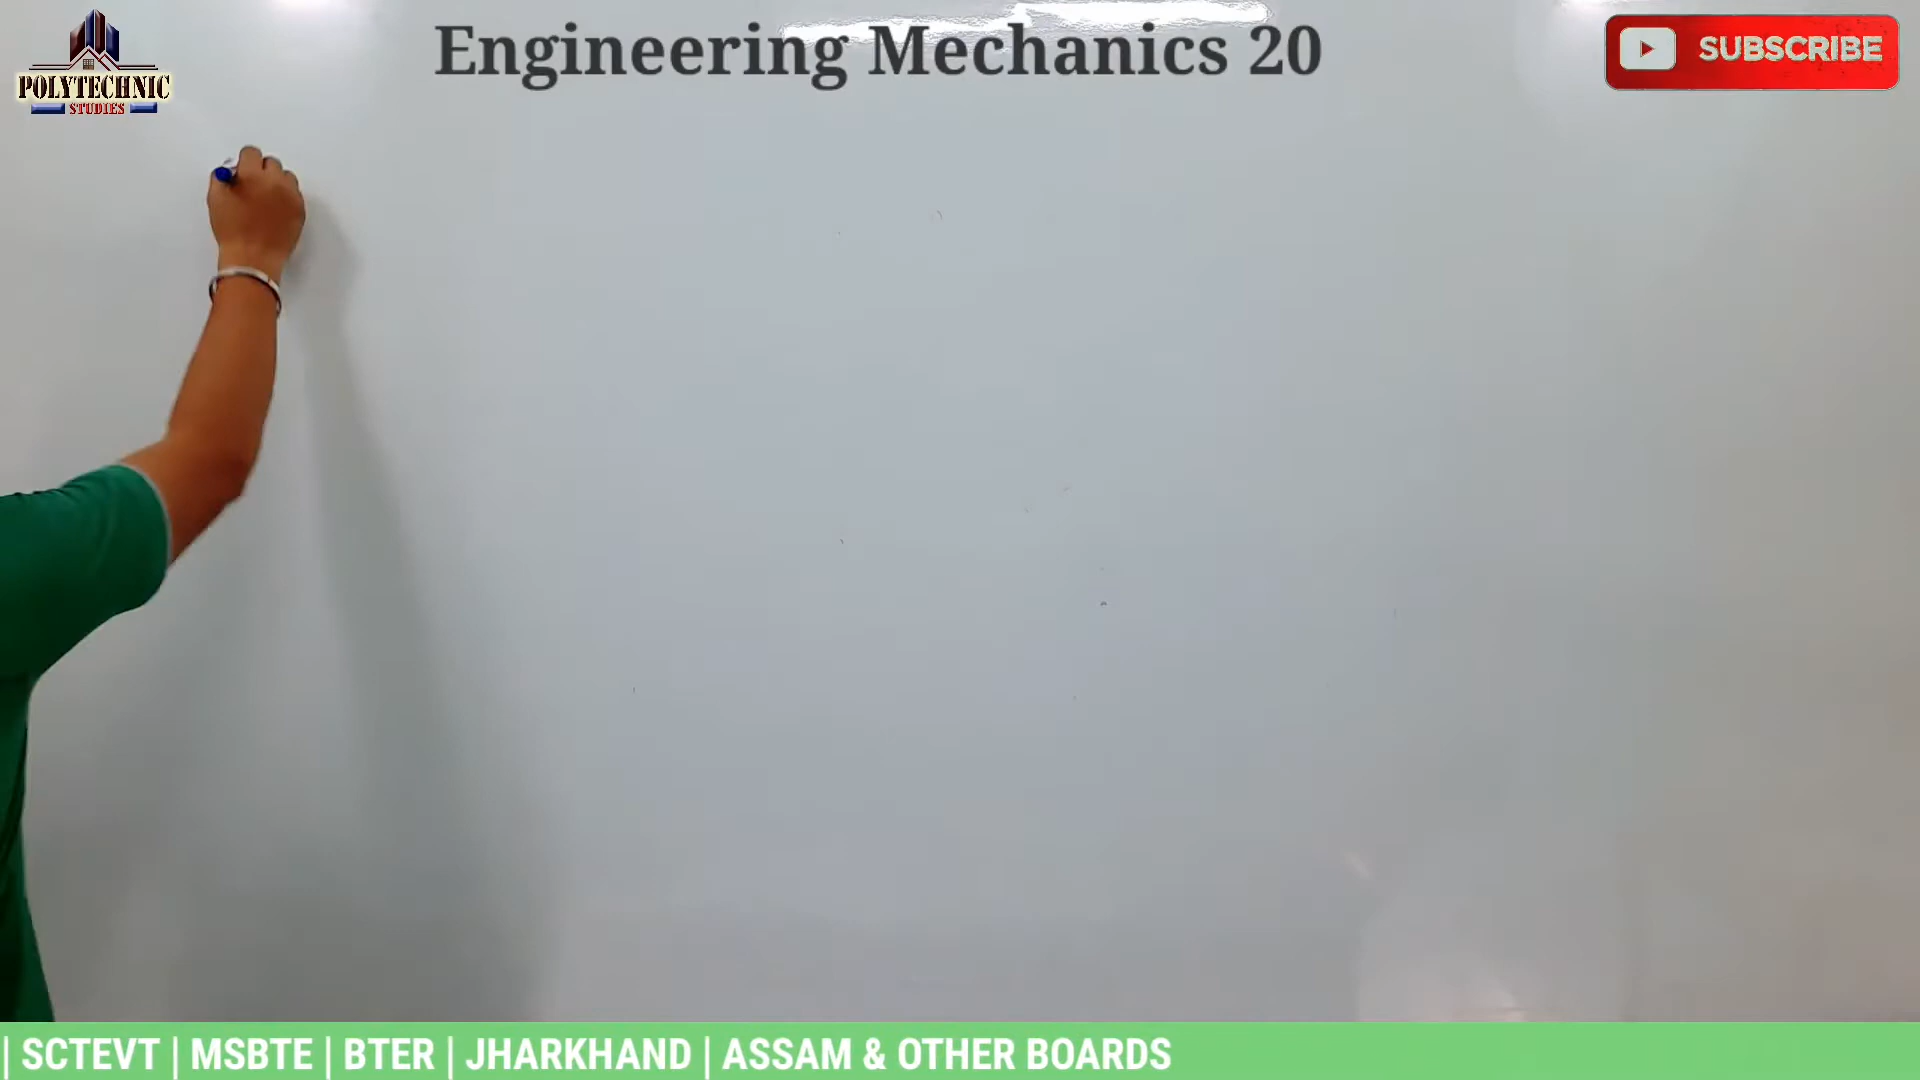 Engineering Mechanics 20
SUBSCRIBE
POLYTECHNIC
STUDIES
| SCTEVT | MSBTE | BTER | JHARKHAND | ASSAM & OTHER BOARDS